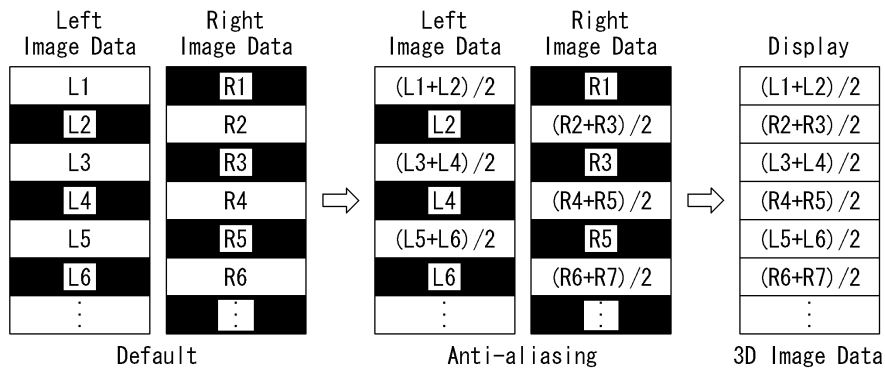 Left Image Data
Right Image Data
L1
L2
L3
L4
L5
L6
⋮
R1
R2
R3
R4
R5
R6
⋮
Default
Left Image Data
Right Image Data
(L1+L2)/2
L2
(L3+L4)/2
L4
(L5+L6)/2
L6
⋮
R1
(R2+R3)/2
R3
(R4+R5)/2
R5
(R6+R7)/2
⋮
Anti-aliasing
Display
(L1+L2)/2
(R2+R3)/2
(L3+L4)/2
(R4+R5)/2
(L5+L6)/2
(R6+R7)/2
⋮
3D Image Data